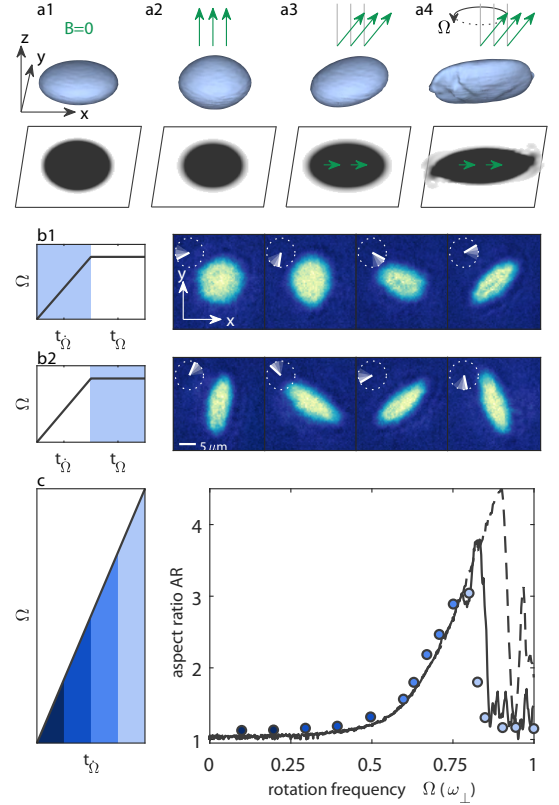 a1 a2 a3 a4
B=0
Ω
z
y
x
b1
Ω
t_Ω̇ t_Ω
y
x
b2
Ω
t_Ω̇ t_Ω
5 μm
c
Ω
t_Ω̇
aspect ratio AR
4
3
2
1
0 0.25 0.5 0.75 1
rotation frequency Ω (ω_⊥)